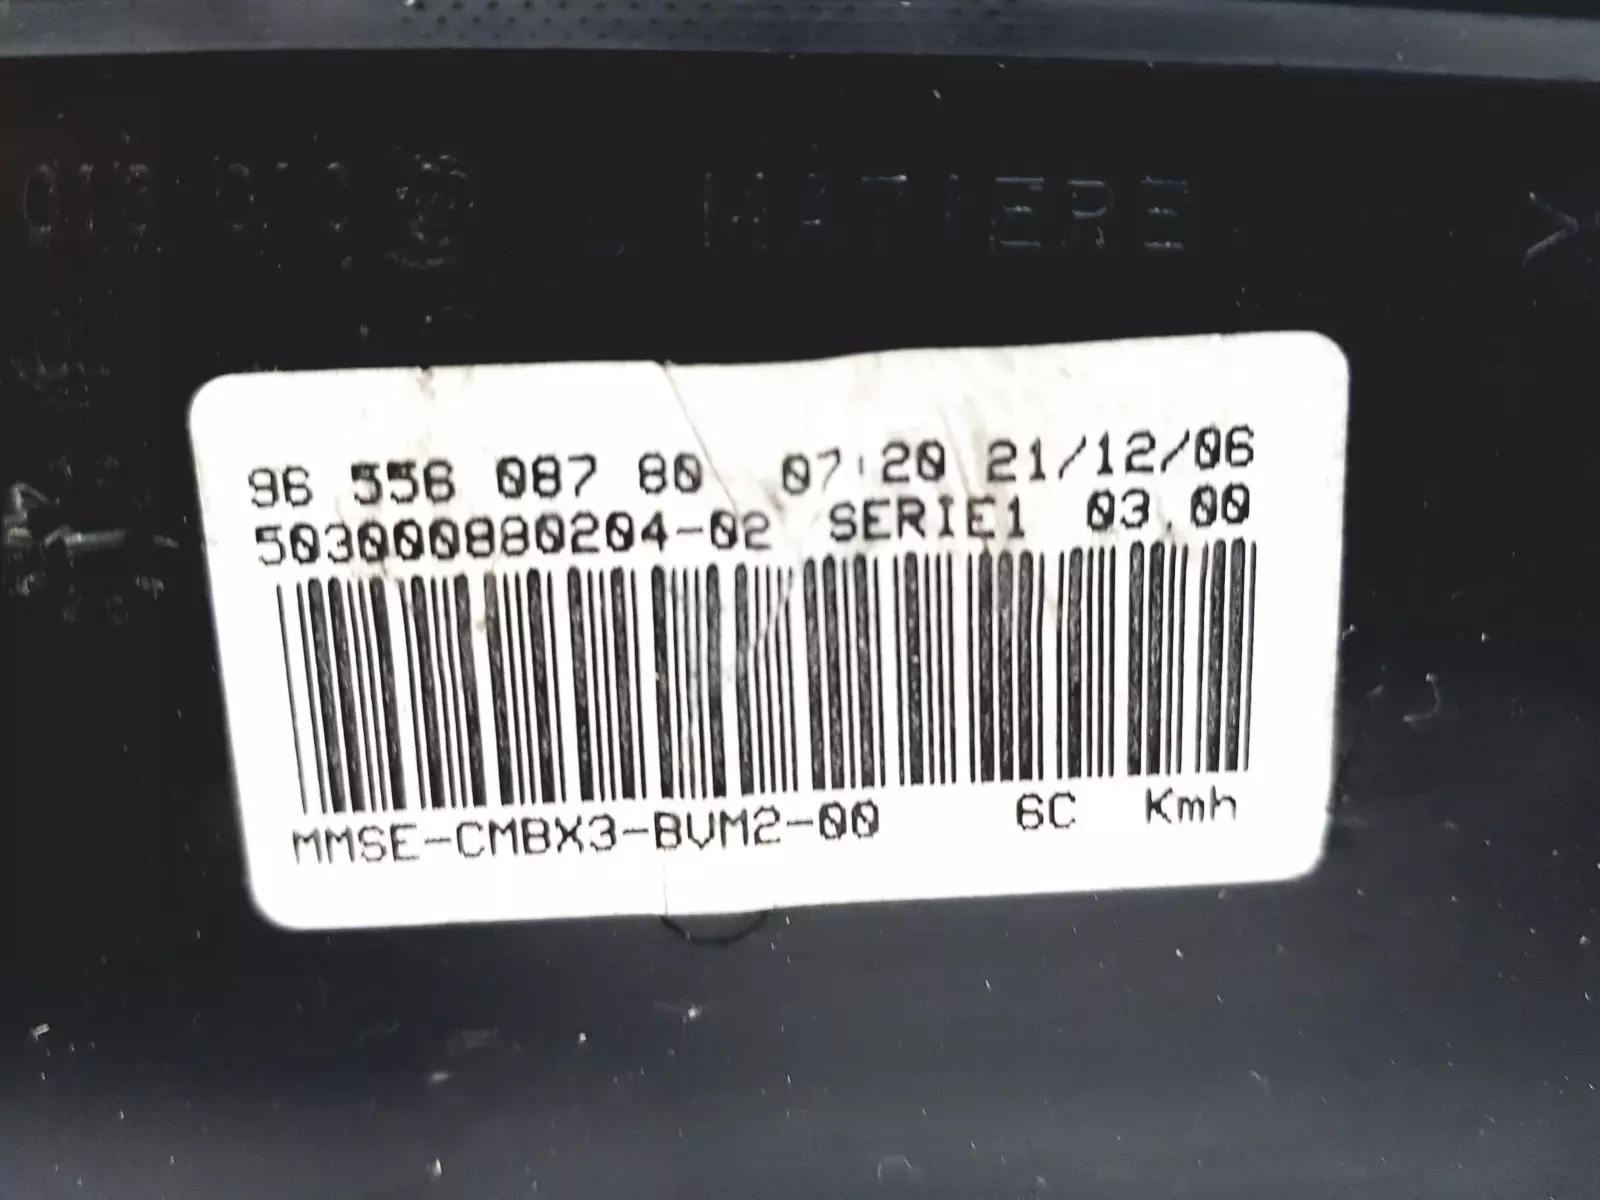 MATIERE
96 556 087 80 07:20 21/12/06
503000880204-02 SERIE1 03.00
MMSE-CMBX3-BVM2-00 6C Kmh